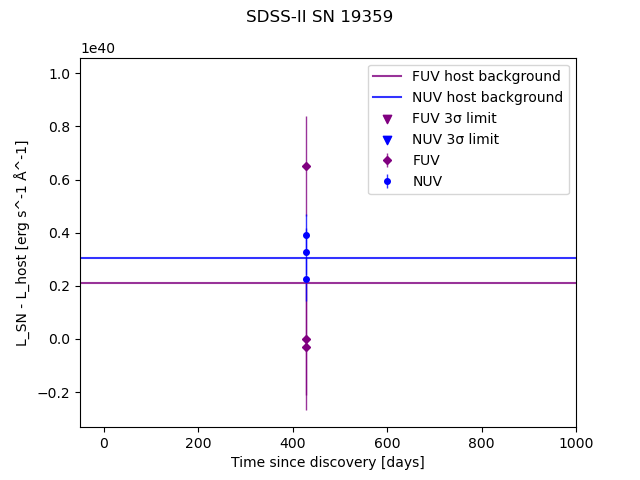 SDSS-II SN 19359
1e40
1.0
0.8
0.6
0.4
0.2
0.0
−0.2
L_SN - L_host [erg s^-1 Å^-1]
FUV host background
NUV host background
FUV 3σ limit
NUV 3σ limit
FUV
NUV
0
200
400
600
800
1000
Time since discovery [days]